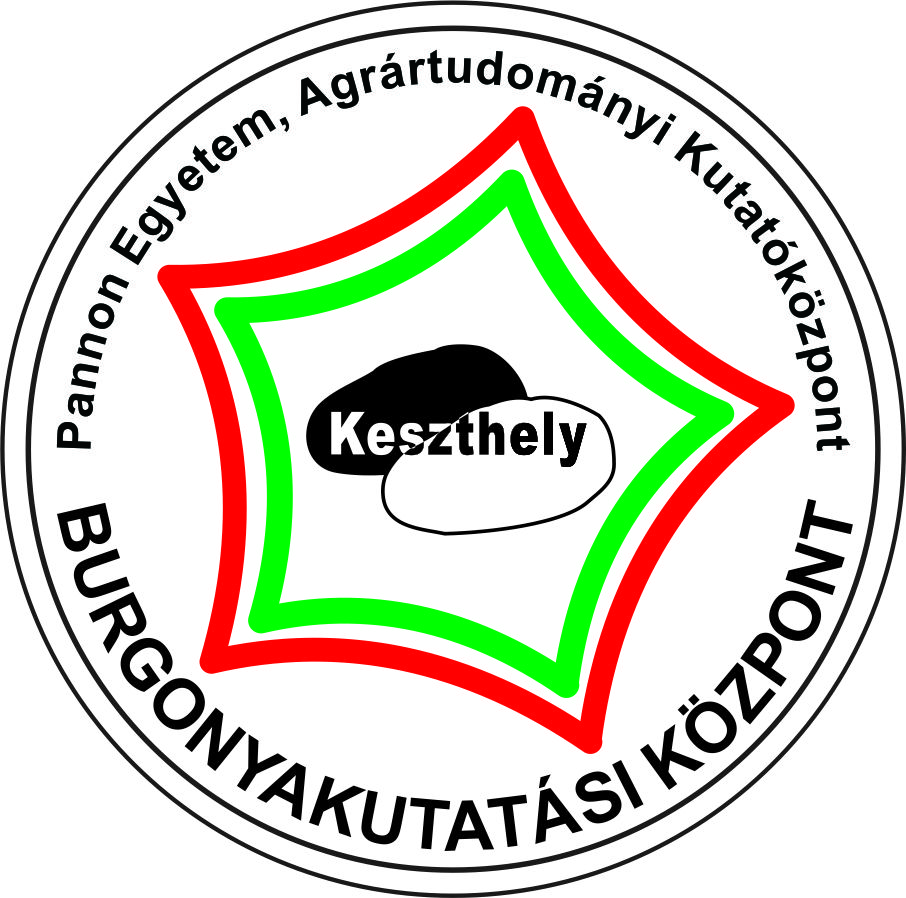 Pannon Egyetem, Agrártudományi Kutatóközpont
Keszthely
BURGONYAKUTATÁSI KÖZPONT